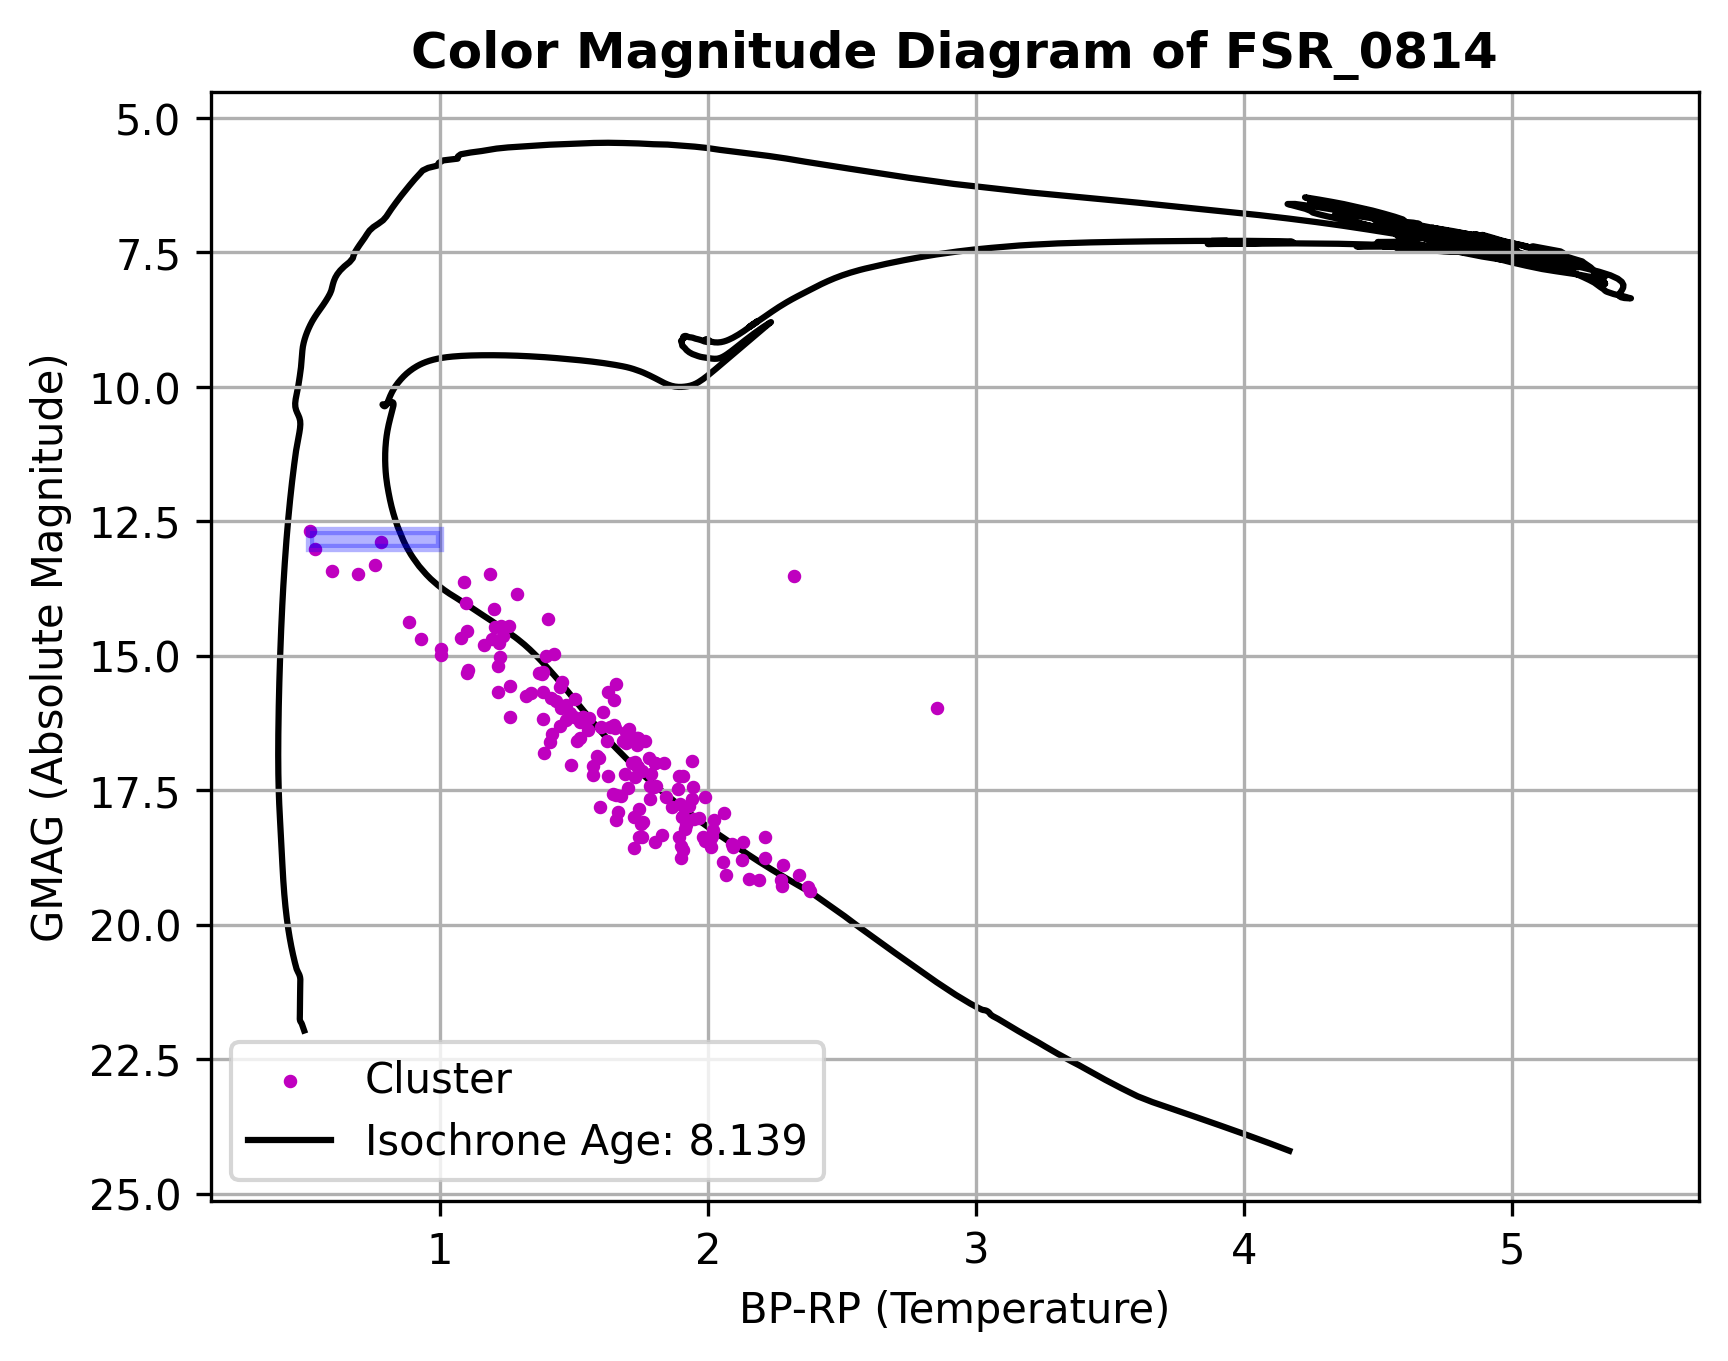 Color Magnitude Diagram of FSR_0814
5.0
7.5
10.0
12.5
15.0
17.5
20.0
22.5
25.0
GMAG (Absolute Magnitude)
Cluster
Isochrone Age: 8.139
1 2 3 4 5
BP-RP (Temperature)